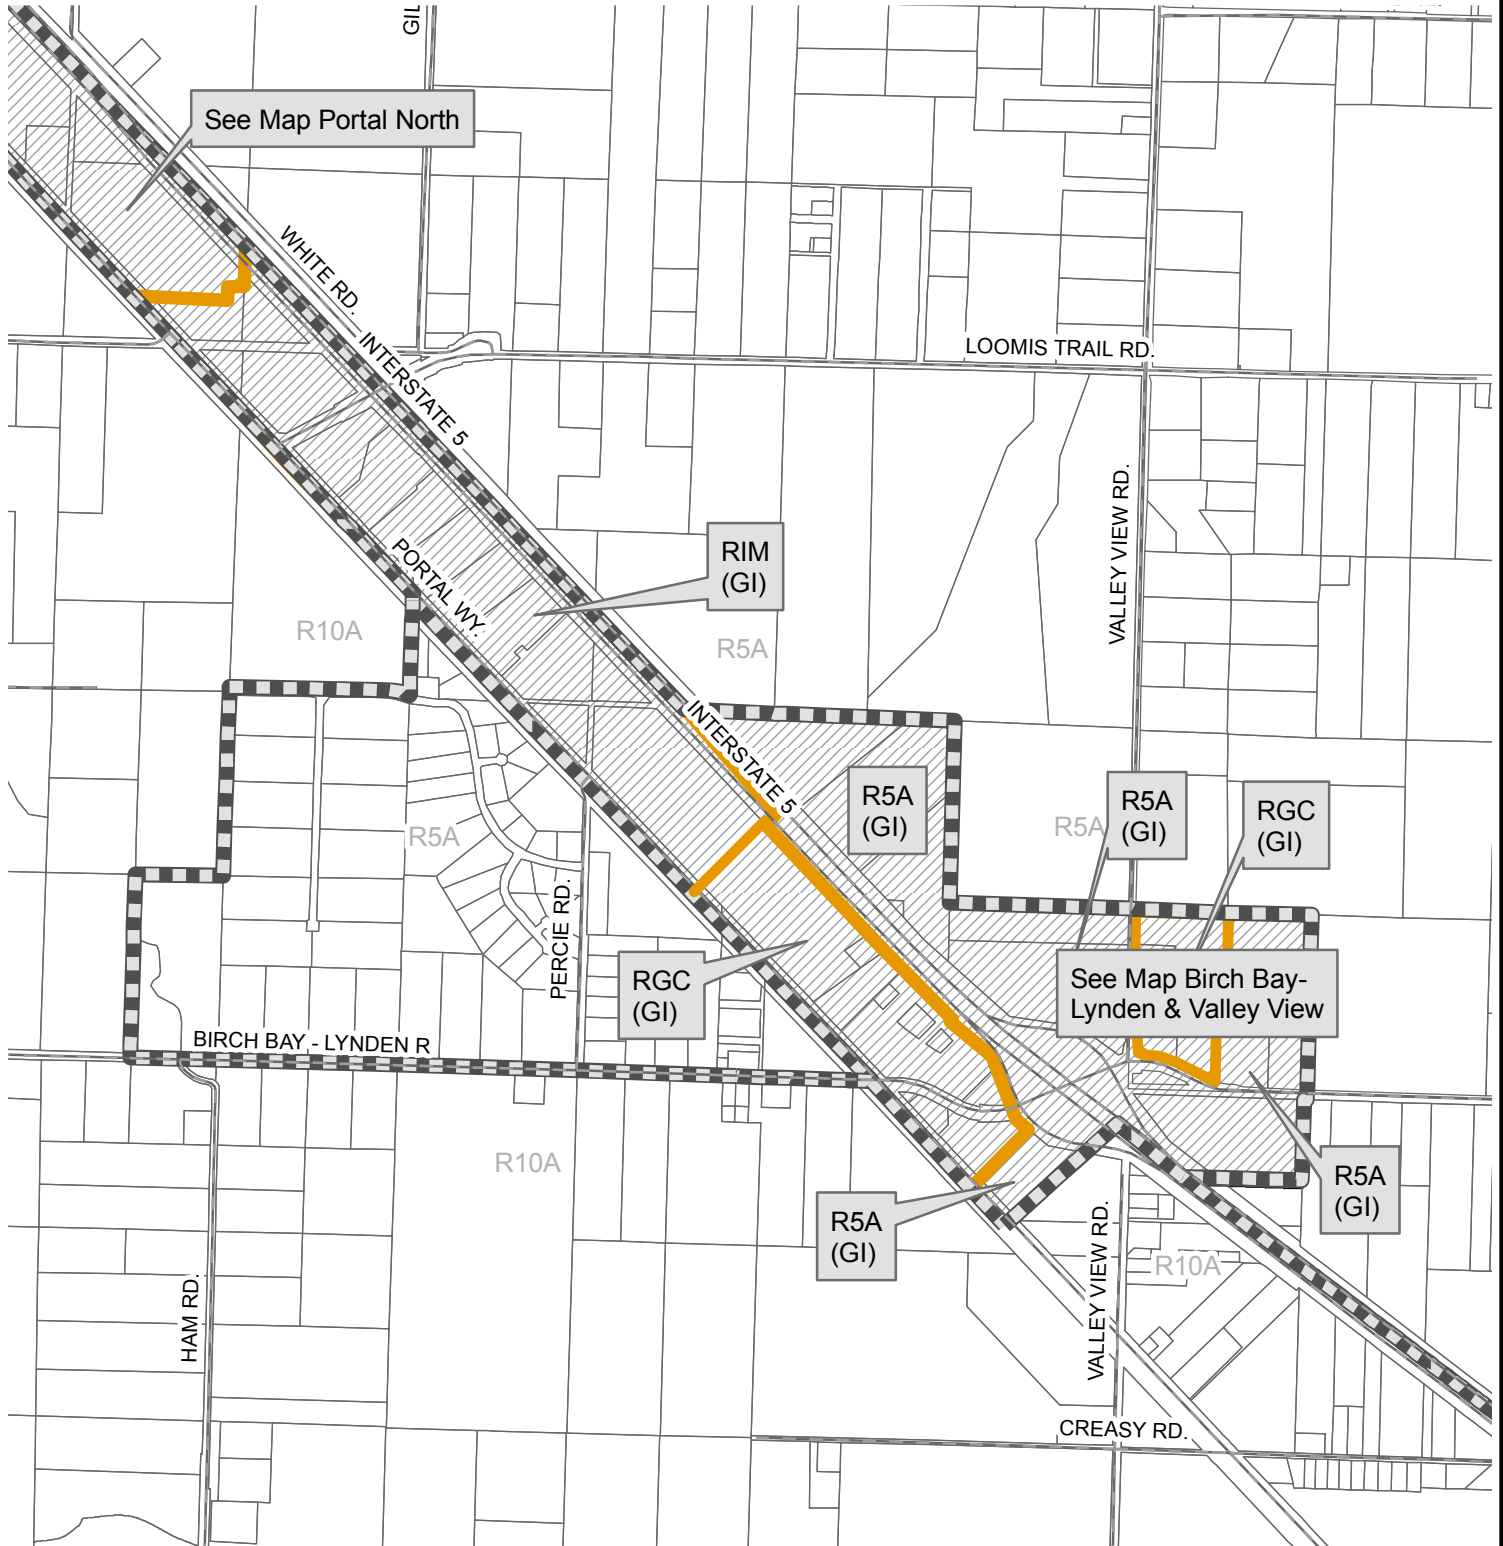 GIL
See Map Portal North
WHITE RD.
INTERSTATE 5
LOOMIS TRAIL RD.
VALLEY VIEW RD.
RIM
(GI)
PORTAL WY.
R10A
R5A
INTERSTATE 5
R5A
(GI)
R5A
(GI)
RGC
(GI)
R5A
R5A
PERCIE RD.
RGC
(GI)
See Map Birch Bay-
Lynden & Valley View
BIRCH BAY - LYNDEN R
R10A
R5A
(GI)
R5A
(GI)
VALLEY VIEW RD.
R10A
HAM RD.
CREASY RD.